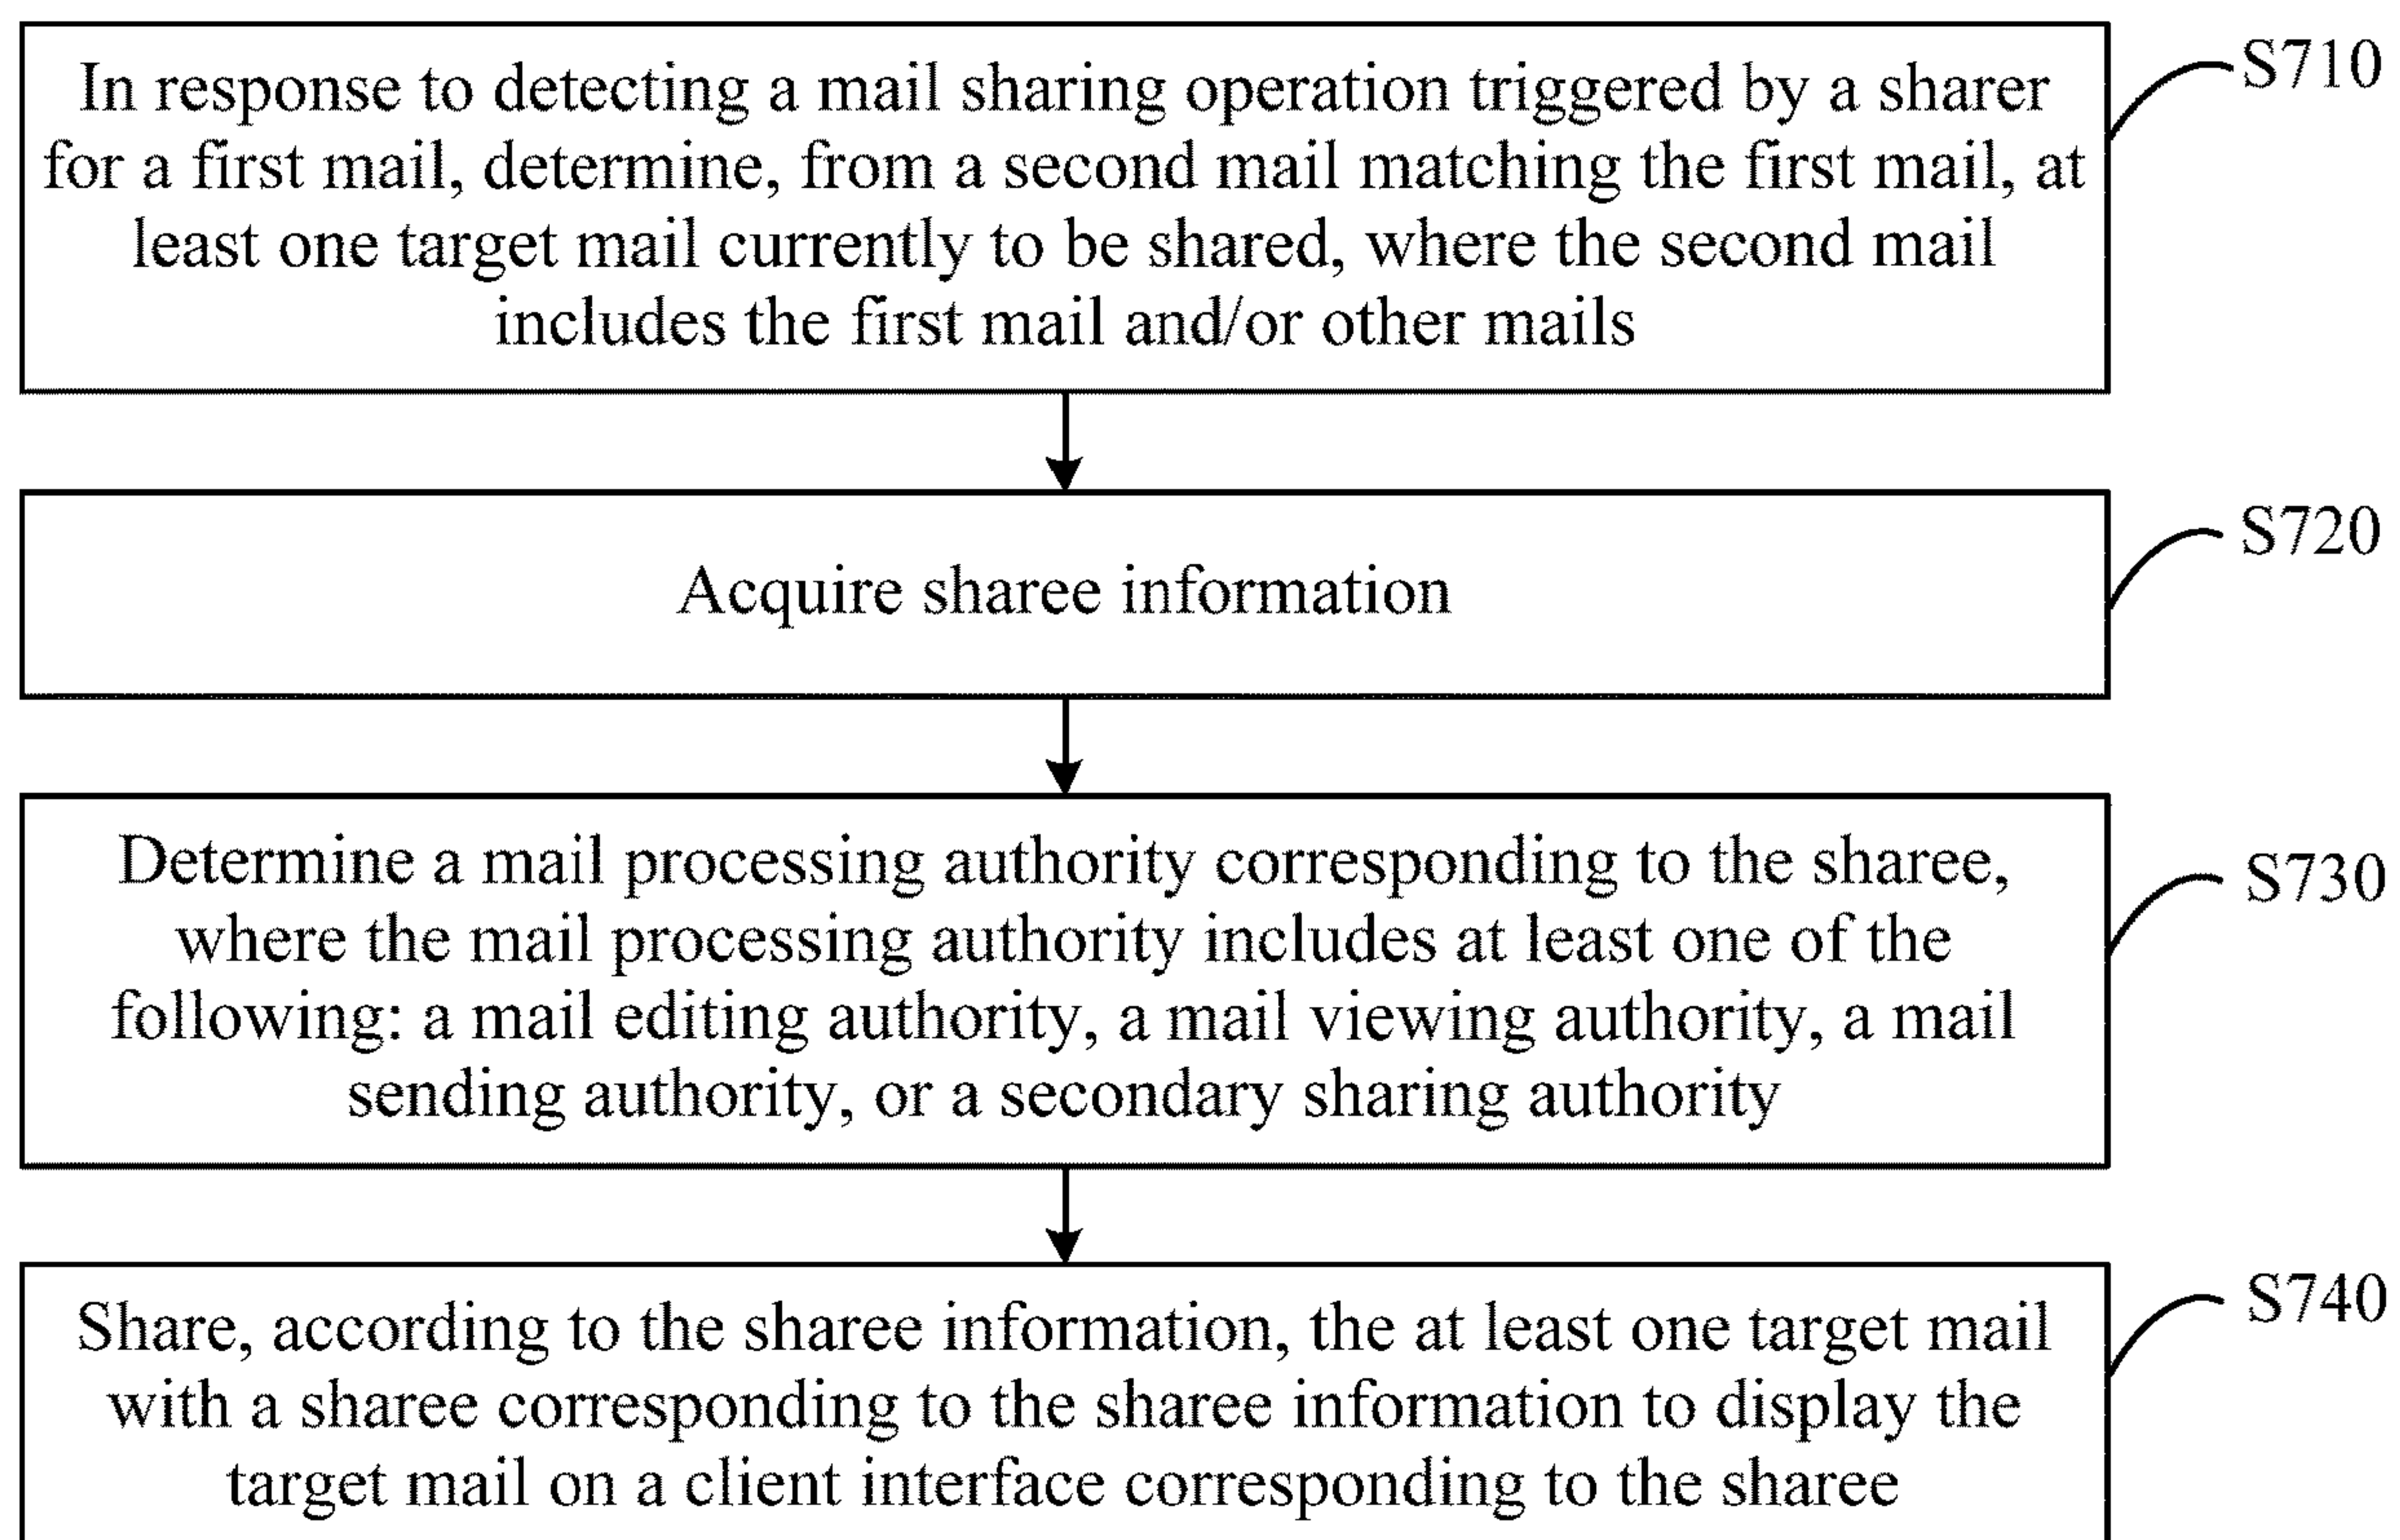 In response to detecting a mail sharing operation triggered by a sharer
for a first mail, determine, from a second mail matching the first mail, at
least one target mail currently to be shared, where the second mail
includes the first mail and/or other mails
S710
Acquire sharee information
S720
Determine a mail processing authority corresponding to the sharee,
where the mail processing authority includes at least one of the
following: a mail editing authority, a mail viewing authority, a mail
sending authority, or a secondary sharing authority
S730
Share, according to the sharee information, the at least one target mail
with a sharee corresponding to the sharee information to display the
target mail on a client interface corresponding to the sharee
S740